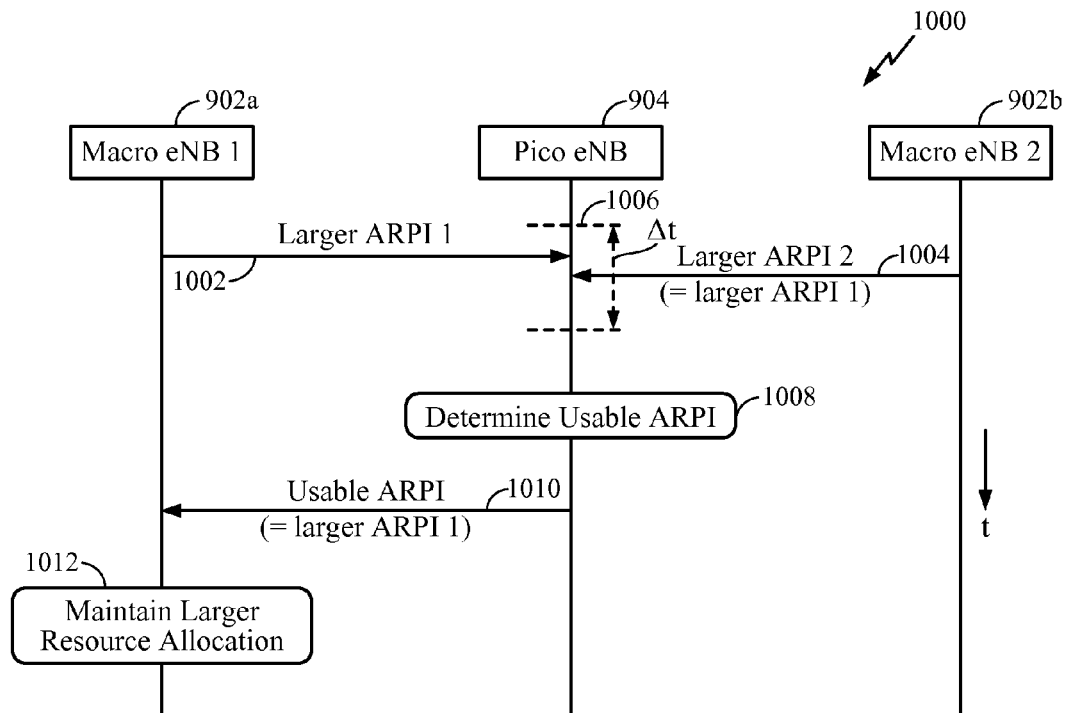 1000
902a
904
902b
Macro eNB 1
Pico eNB
Macro eNB 2
1006
Larger ARPI 1
Δt
1002
Larger ARPI 2
1004
(= larger ARPI 1)
Determine Usable ARPI
1008
Usable ARPI
1010
(= larger ARPI 1)
t
1012
Maintain Larger
Resource Allocation